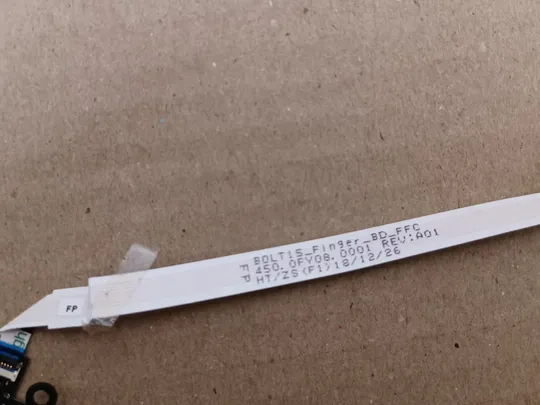 BOLT15_Finger_BD_FFC
450.0FY08.0001 REV:A01
HT/ZS(F1)18/12/26
FP
FP